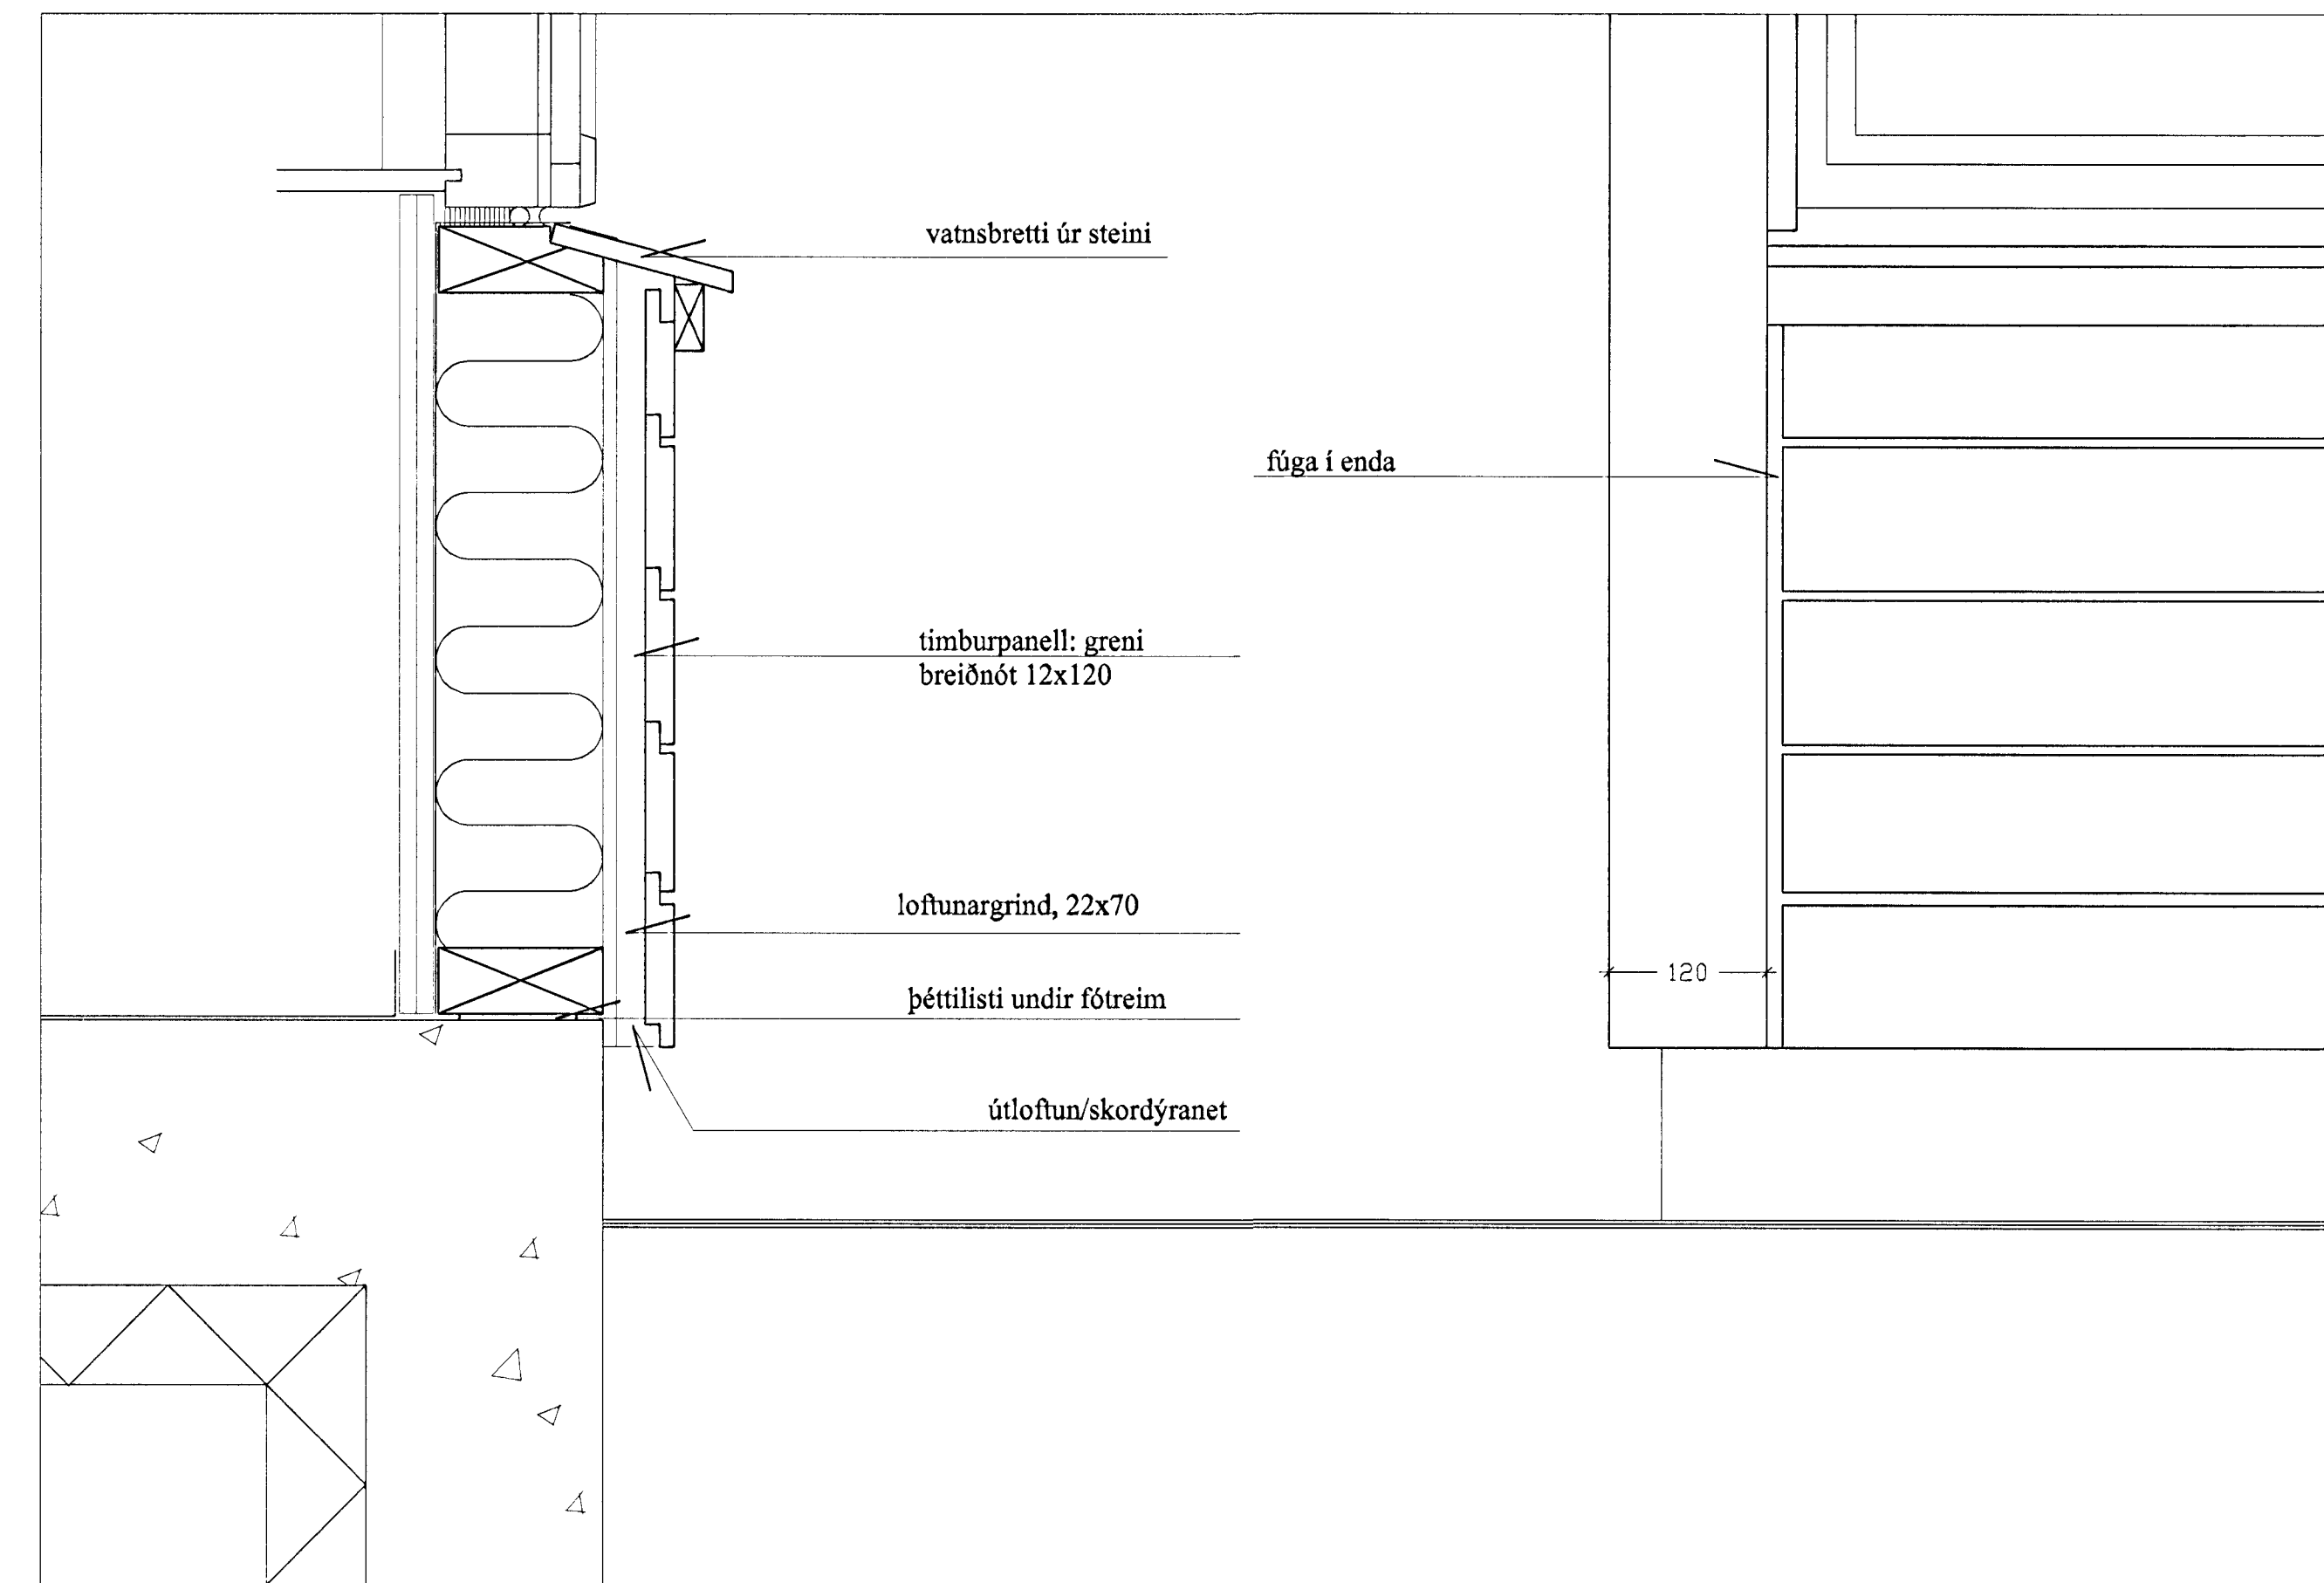 vatnsbretti úr steini
fúga í enda
timburpanell: greni
breiðnót 12x120
loftunargrind, 22x70
120
þéttilisti undir fótreim
útloftun/skordýranet